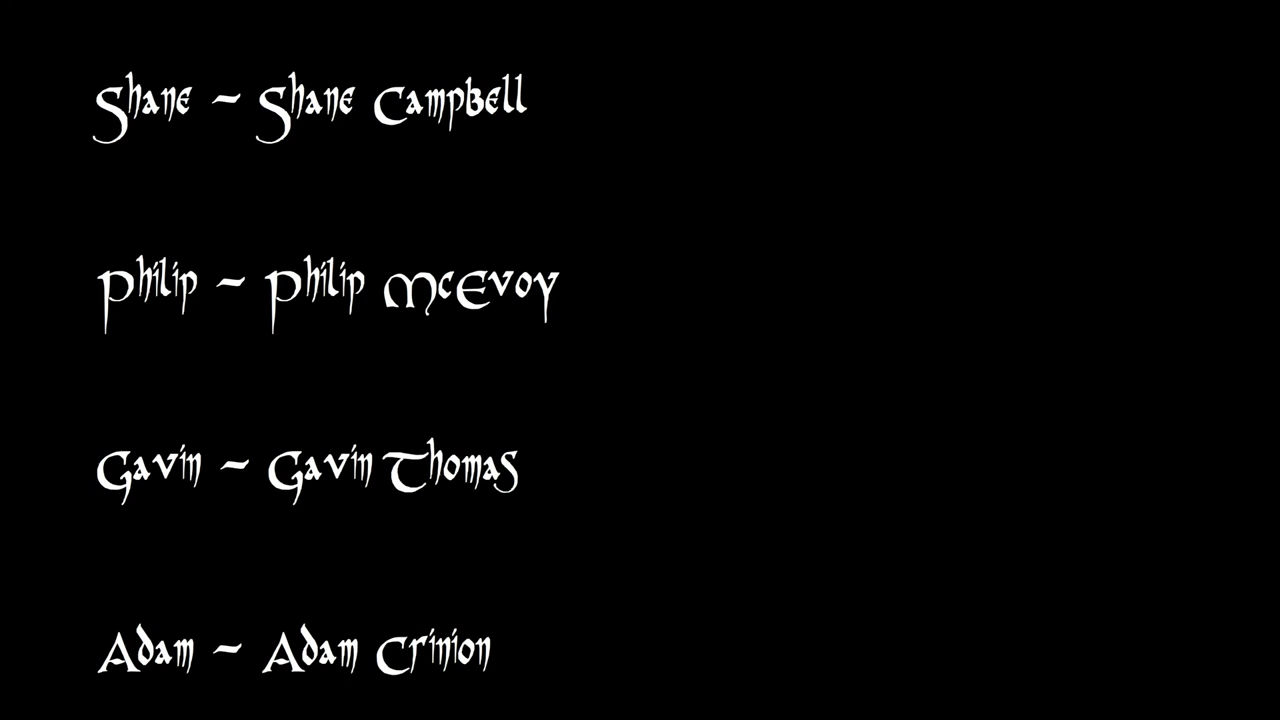 Shane - Shane Campbell
Philip - Philip McEvoy
Gavin - Gavin Thomas
Adam - Adam Crinion